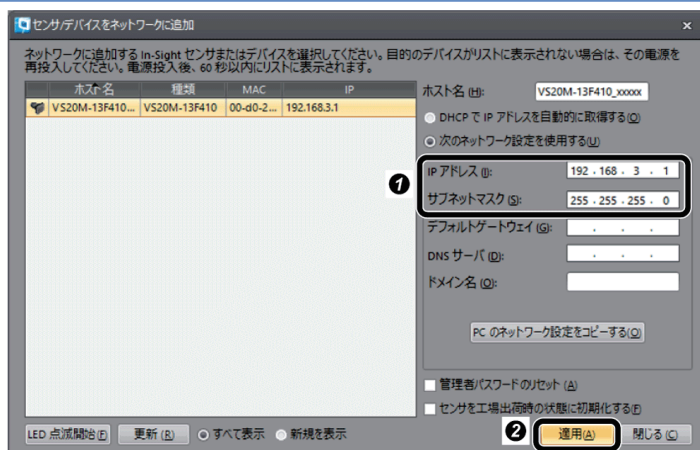 センサ/デバイスをネットワークに追加
ネットワークに追加する In-Sight センサまたはデバイスを選択してください。目的のデバイスがリストに表示されない場合は、その電源を
再投入してください。電源投入後、60 秒以内にリストに表示されます。
ホスト名 種類 MAC IP
VS20M-13F410... VS20M-13F410 00-d0-2... 192.168.3.1
ホスト名 (H): VS20M-13F410_xxxxx
DHCP で IP アドレスを自動的に取得する(O)
次のネットワーク設定を使用する(U)
❶
IP アドレス (I): 192 . 168 . 3 . 1
サブネットマスク (S): 255 . 255 . 255 . 0
デフォルトゲートウェイ (G): . . .
DNS サーバ (D): . . .
ドメイン名 (O):
PC のネットワーク設定をコピーする(O)
管理者パスワードのリセット (A)
センサを工場出荷時の状態に初期化する(F)
LED 点滅開始(F) 更新 (R) すべて表示 新規を表示 ❷ 適用(A) 閉じる (C)